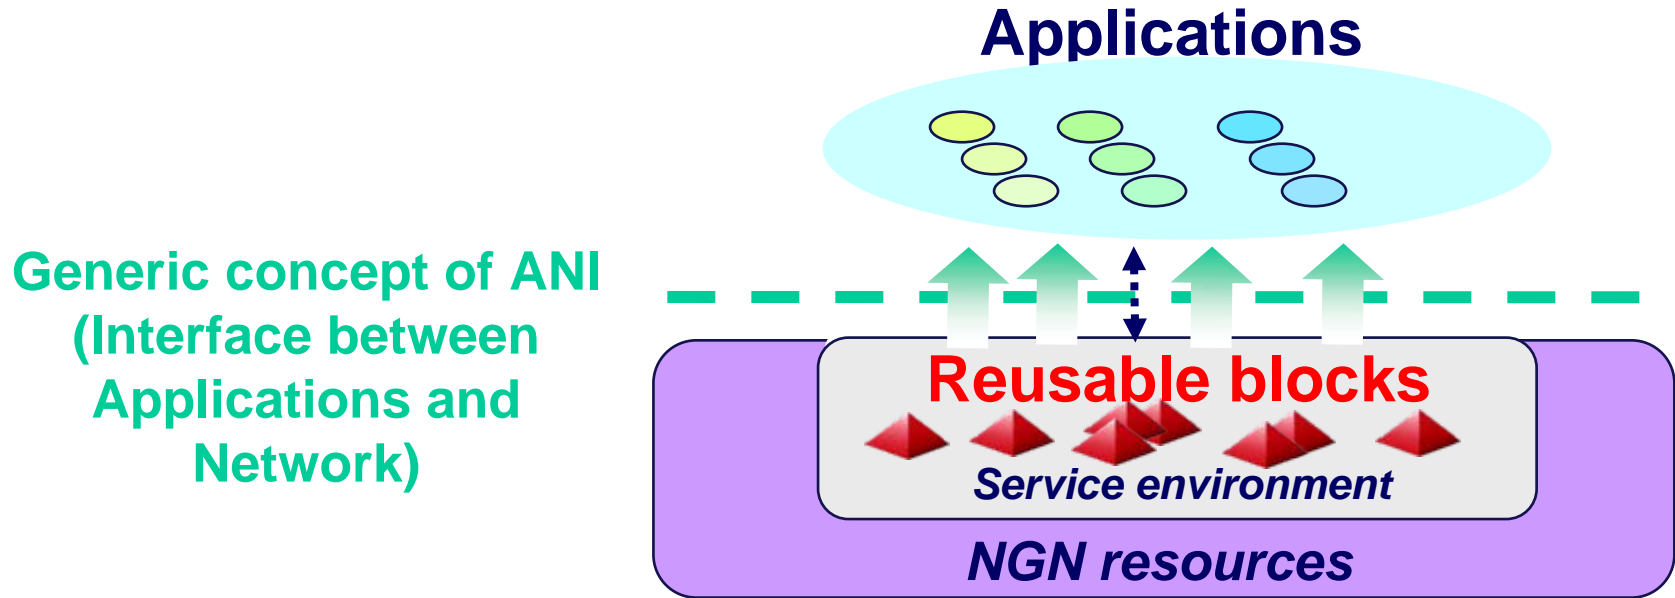 Applications
Generic concept of ANI
(Interface between
Applications and
Network)
Reusable blocks
Service environment
NGN resources